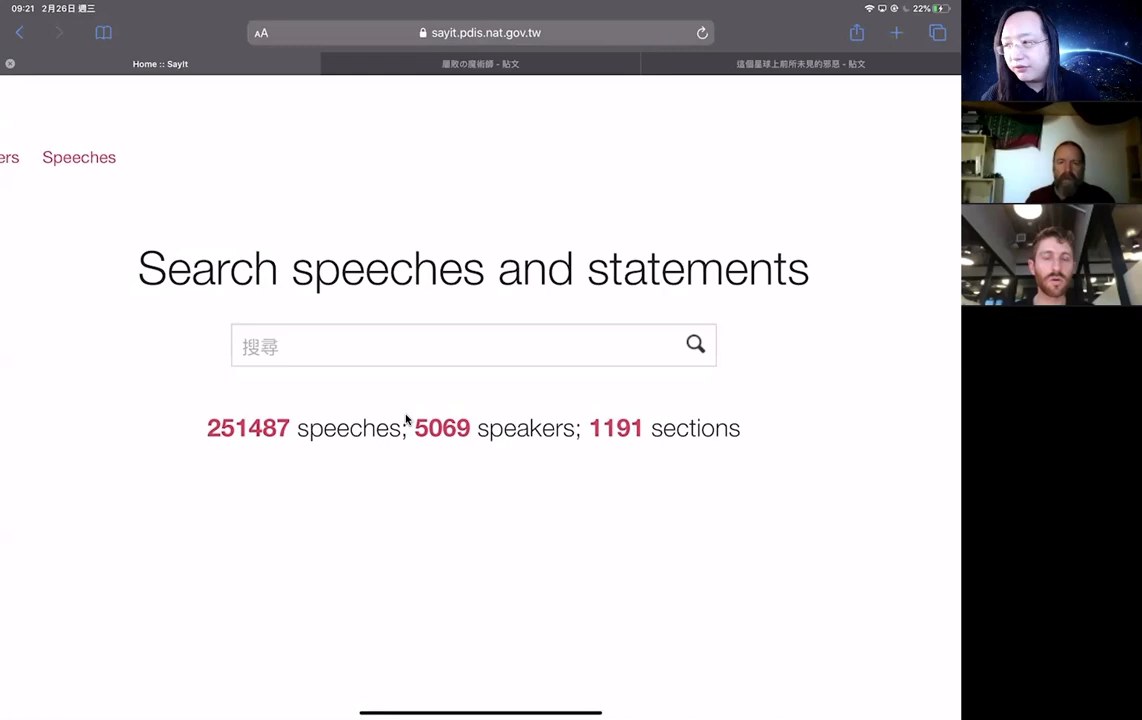 09:21 2月26日 週三
22%
AA
sayit.pdis.nat.gov.tw
Home :: SayIt
屢敗の魔術師 - 貼文
這個星球上前所未見的邪惡 - 貼文
ers Speeches
Search speeches and statements
搜尋
251487 speeches; 5069 speakers; 1191 sections